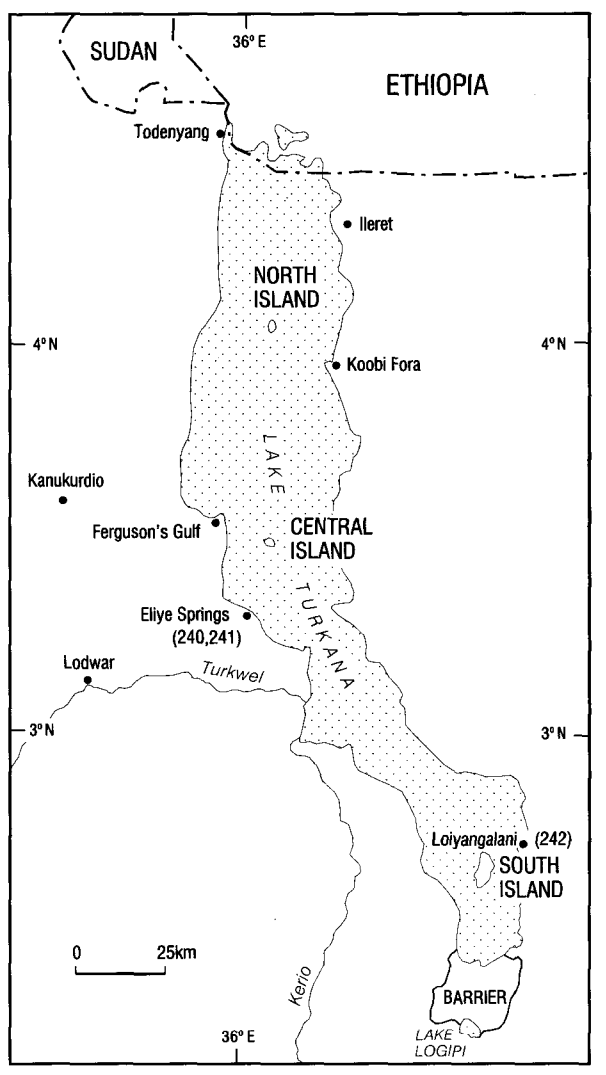 SUDAN
36° E
ETHIOPIA
Todenyang
Ileret
NORTH
ISLAND
4° N
4° N
Koobi Fora
LAKE
Kanukurdio
Ferguson's Gulf
CENTRAL
ISLAND
Eliye Springs
(240,241)
TURKANA
Lodwar
Turkwel
3° N
3° N
Loiyangalani (242)
SOUTH
ISLAND
0 25km
Kerio
BARRIER
36° E
LAKE
LOGIPI